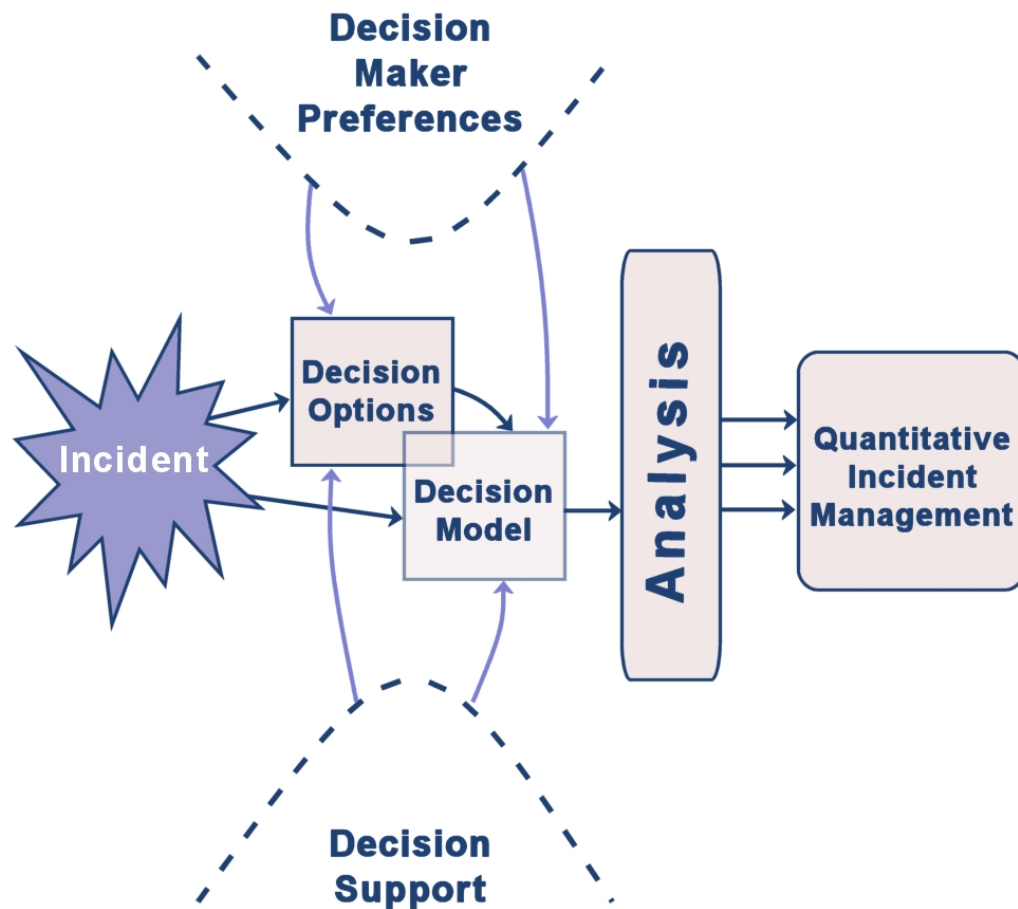 Decision
Maker
Preferences
Incident
Decision
Options
Decision
Model
Analysis
Quantitative
Incident
Management
Decision
Support